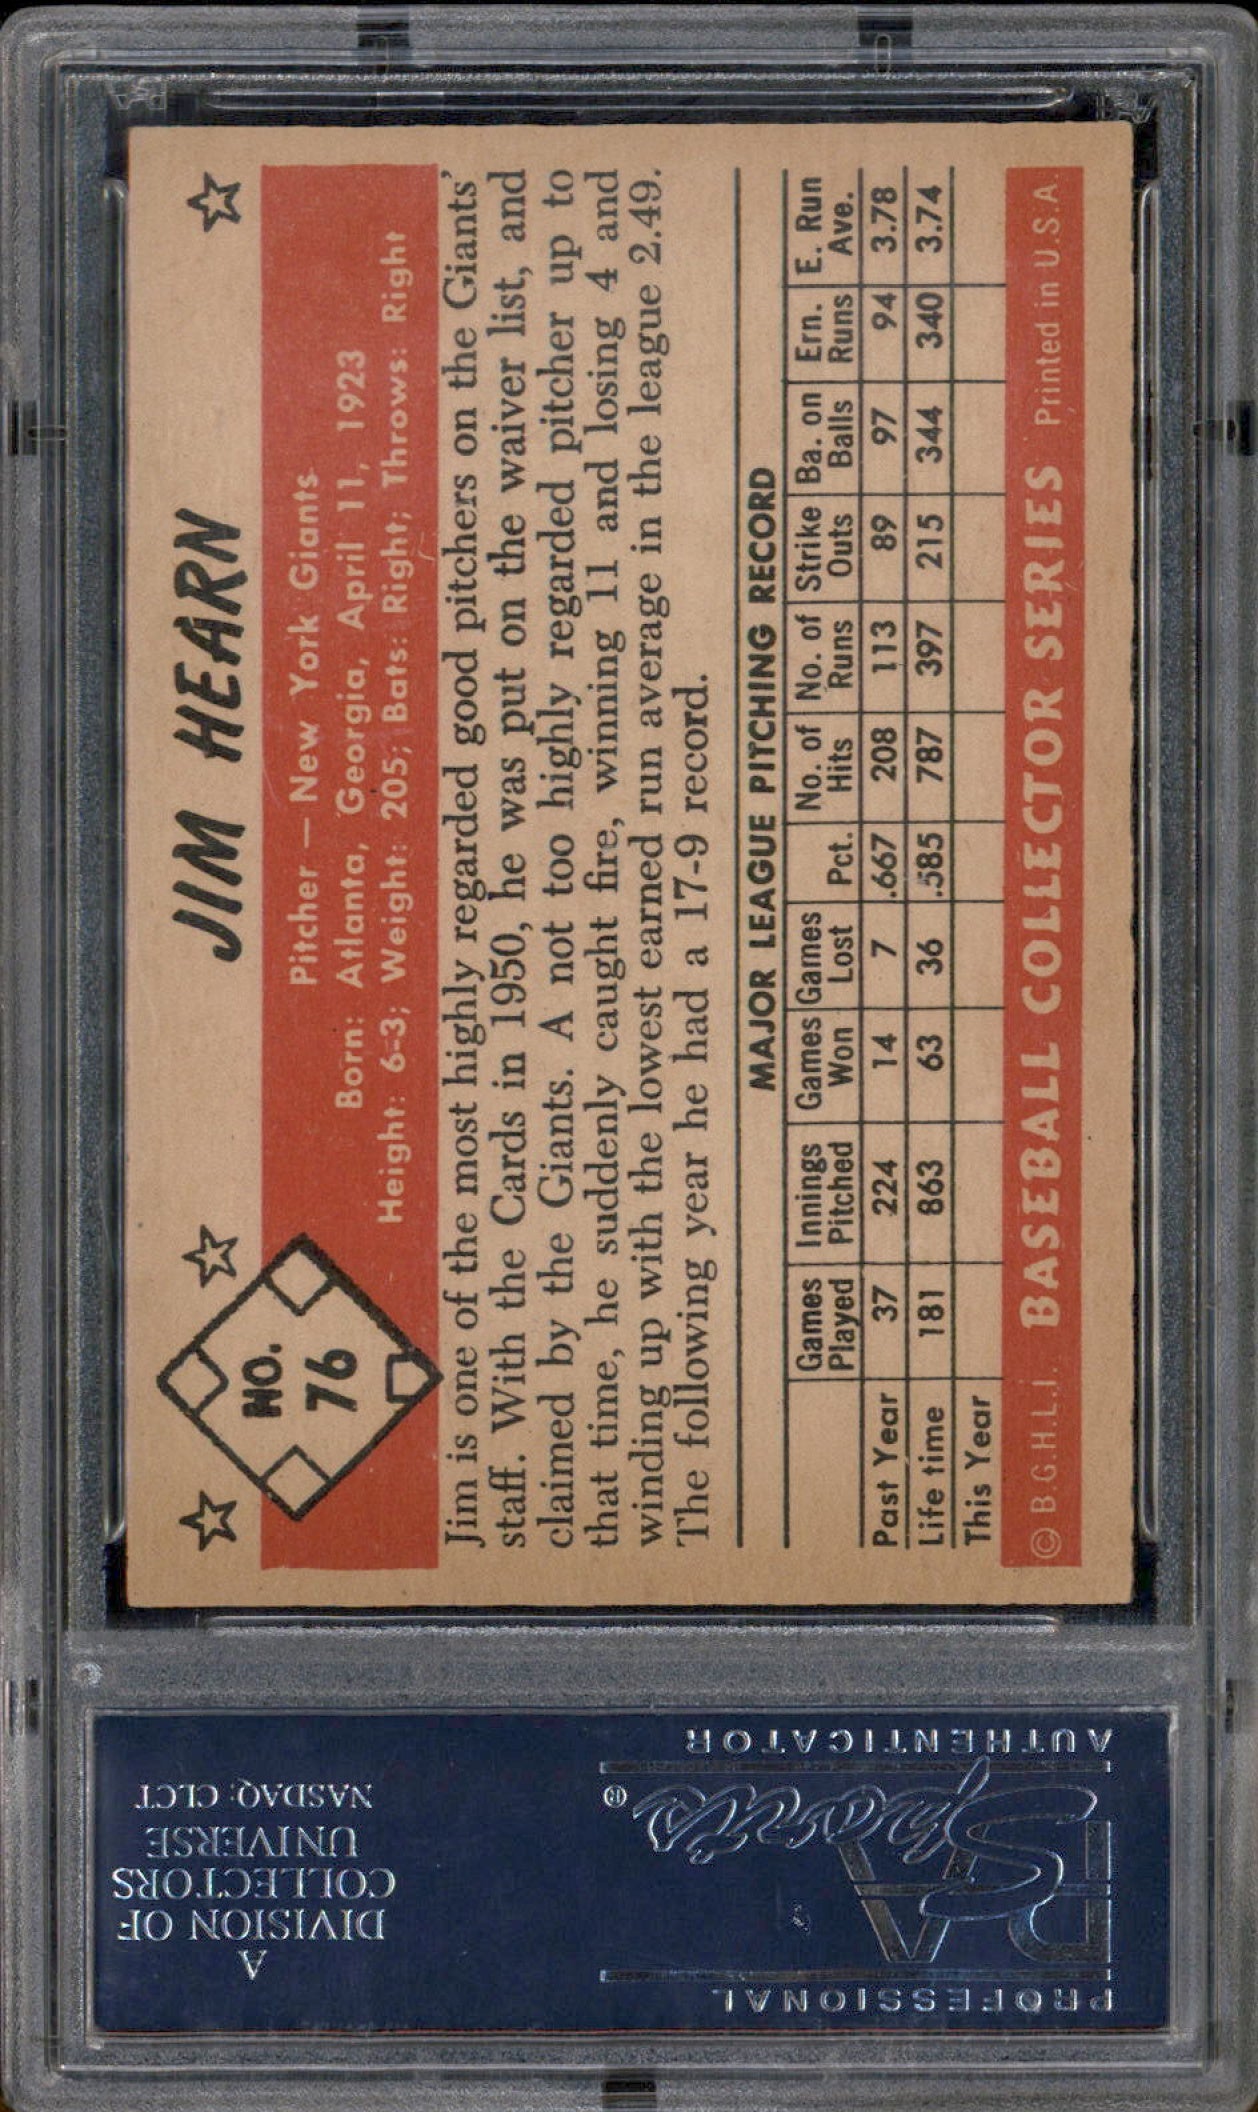 JIM HEARN
NO.
76
Pitcher — New York Giants
Born: Atlanta, Georgia, April 11, 1923
Height: 6-3; Weight: 205; Bats: Right; Throws: Right
Jim is one of the most highly regarded good pitchers on the Giants'
staff. With the Cards in 1950, he was put on the waiver list, and
claimed by the Giants. A not too highly regarded pitcher up to
that time, he suddenly caught fire, winning 11 and losing 4 and
winding up with the lowest earned run average in the league 2.49.
The following year he had a 17-9 record.
MAJOR LEAGUE PITCHING RECORD
Games Played Innings Pitched Games Won Games Lost Pct. No. of Hits No. of Runs Strike Outs Ba. on Balls Ern. Runs E. Run Ave.
Past Year 37 224 14 7 .667 208 113 89 97 94 3.78
Life time 181 863 63 36 .585 787 397 215 344 340 3.74
This Year
© B.G.H.L.I. BASEBALL COLLECTOR SERIES Printed in U.S.A.
PROFESSIONAL
PSA
Sports ®
AUTHENTICATOR
A
DIVISION OF
COLLECTORS
UNIVERSE
NASDAQ: CLCT